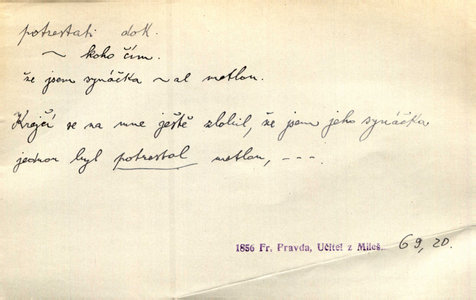 potrestati dok.
~ koho čím.
že jsem synáčka ~al metlou.
Krejčí se na mne ještě zlobil, že jsem jeho synáčka
jednou byl potrestal metlou, – – –.
1856 Fr. Pravda, Učitel z Mileš. 69, 20.